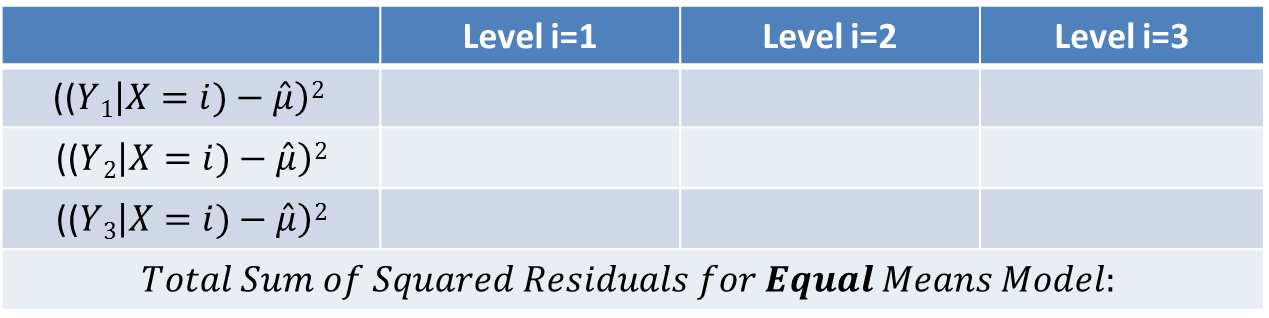 Level i=1 Level i=2 Level i=3
((Y₁|X = i) − μ̂)²
((Y₂|X = i) − μ̂)²
((Y₃|X = i) − μ̂)²
Total Sum of Squared Residuals for Equal Means Model: